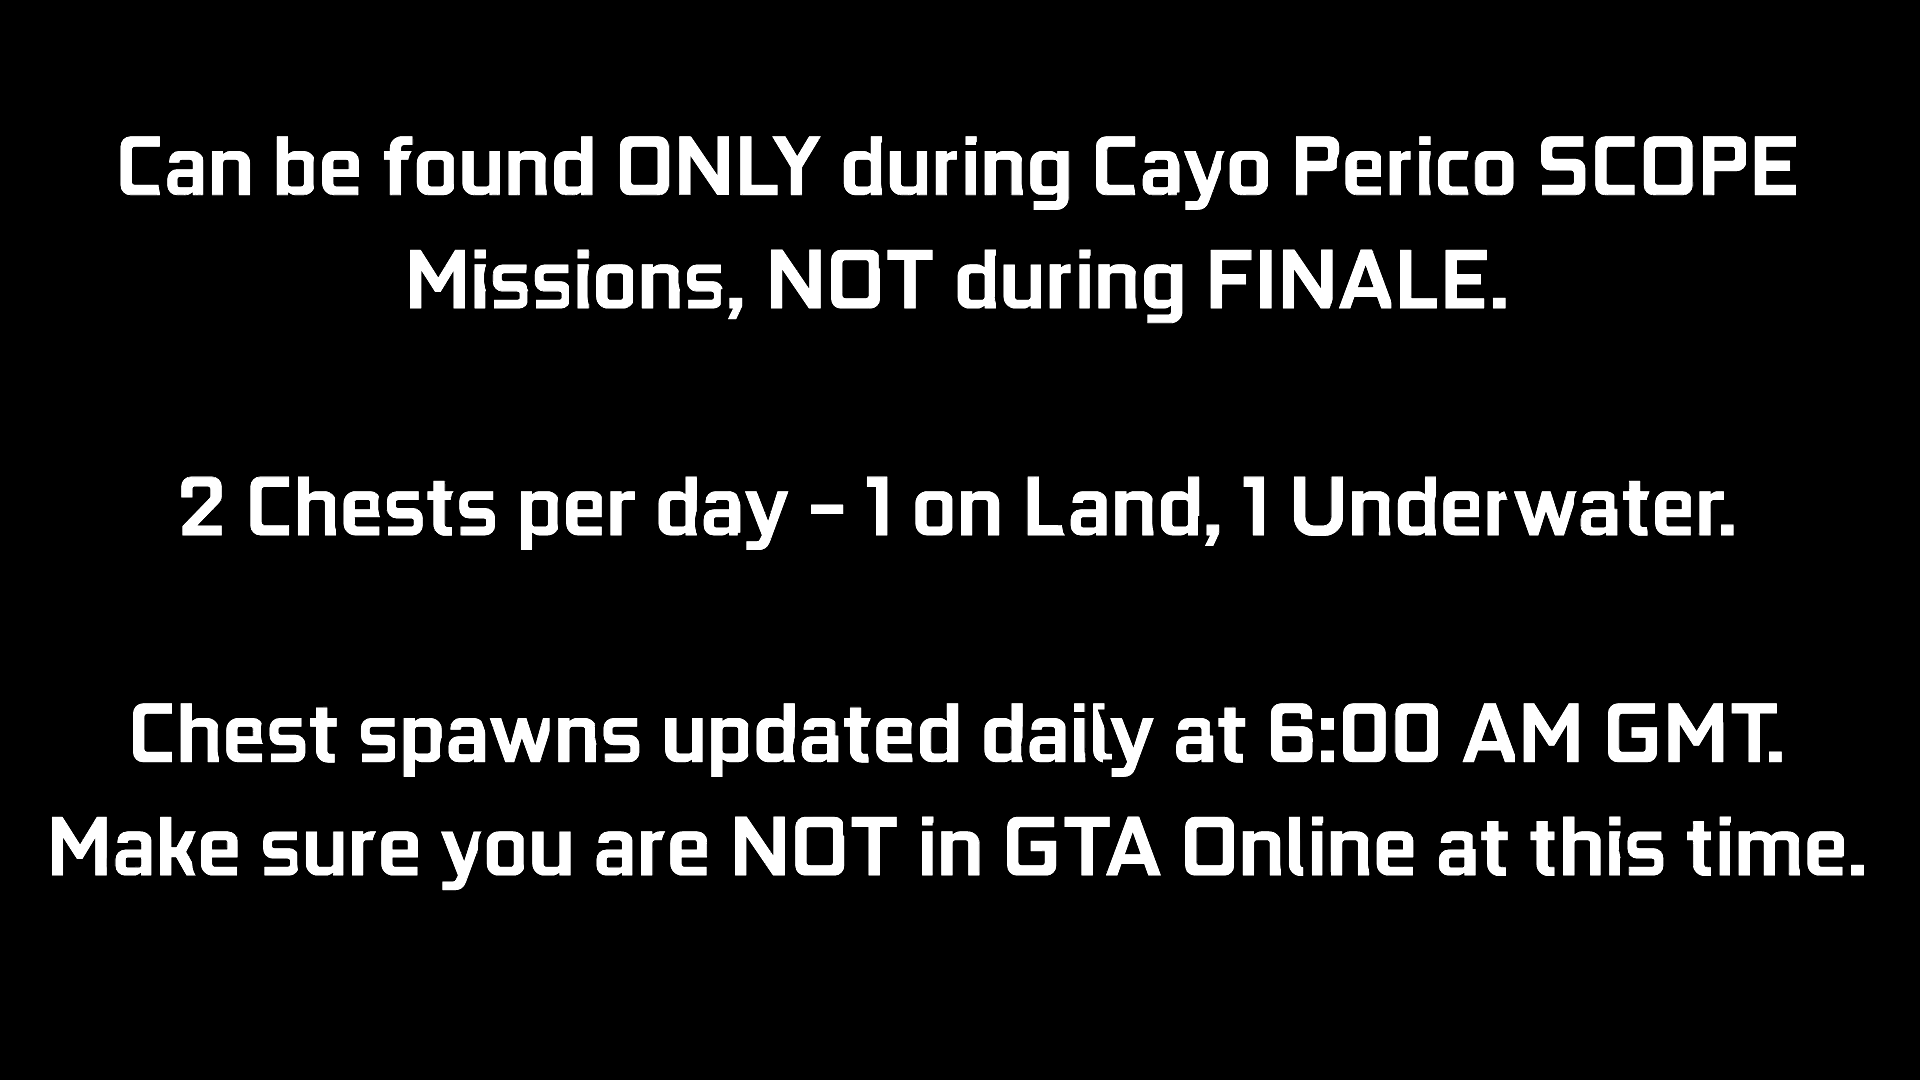 Can be found ONLY during Cayo Perico SCOPE
Missions, NOT during FINALE.
2 Chests per day – 1 on Land, 1 Underwater.
Chest spawns updated daily at 6:00 AM GMT.
Make sure you are NOT in GTA Online at this time.